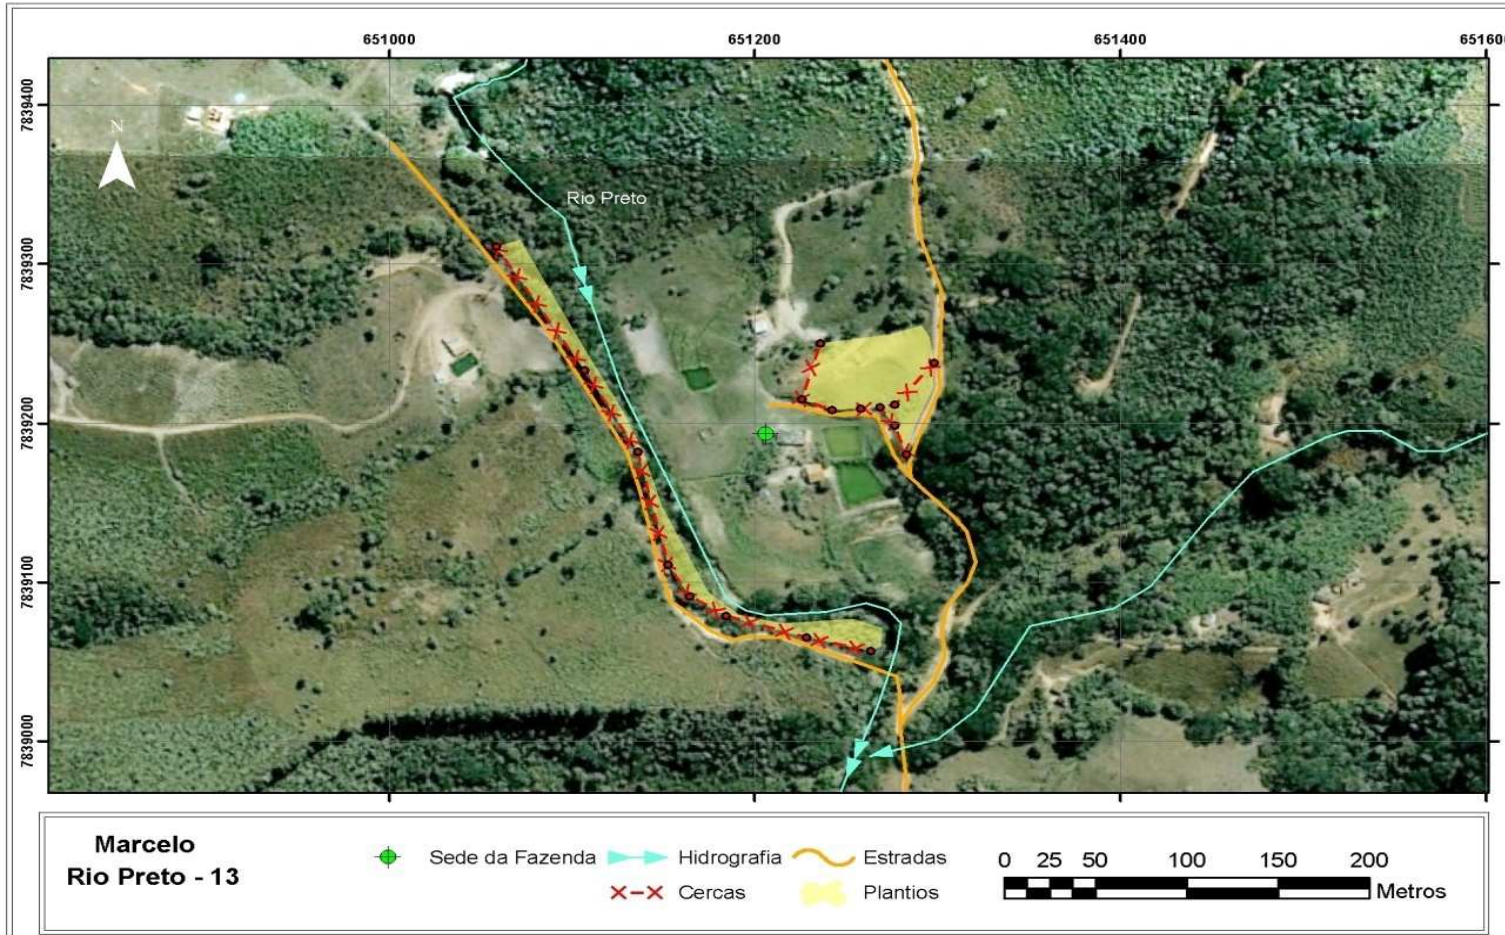 651000 651200 651400 65160
7839400
7839300
7839200
7839100
7839000
N
Rio Preto
Marcelo
Rio Preto - 13
Sede da Fazenda
Hidrografia
Estradas
Cercas
Plantios
0 25 50 100 150 200
Metros